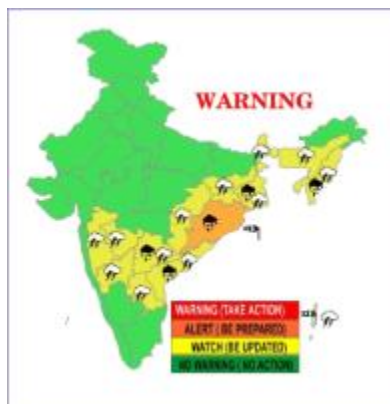 WARNING
WARNING (TAKE ACTION)
ALERT ( BE PREPARED)
WATCH (BE UPDATED)
NO WARNING ( NO ACTION)